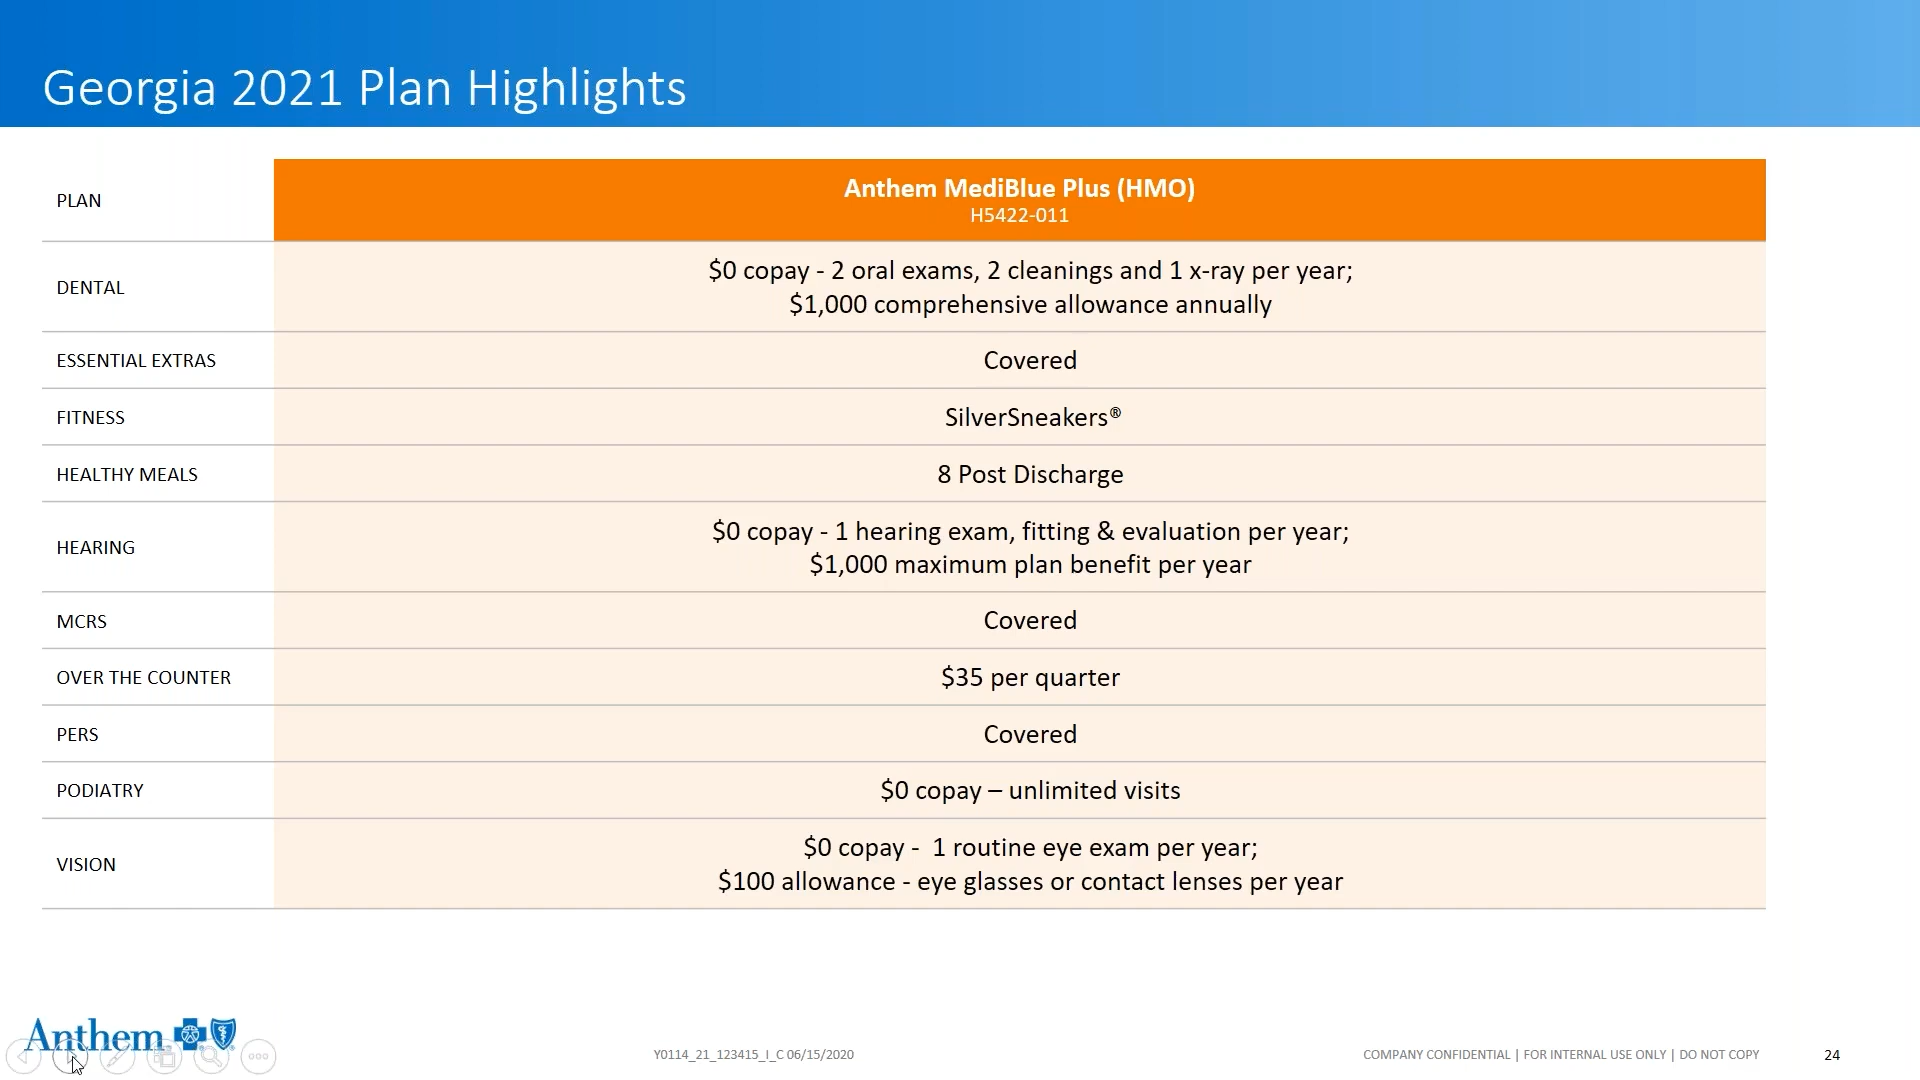 Georgia 2021 Plan Highlights
PLAN
Anthem MediBlue Plus (HMO)
H5422-011
DENTAL
$0 copay - 2 oral exams, 2 cleanings and 1 x-ray per year;
$1,000 comprehensive allowance annually
ESSENTIAL EXTRAS
Covered
FITNESS
SilverSneakers®
HEALTHY MEALS
8 Post Discharge
HEARING
$0 copay - 1 hearing exam, fitting & evaluation per year;
$1,000 maximum plan benefit per year
MCRS
Covered
OVER THE COUNTER
$35 per quarter
PERS
Covered
PODIATRY
$0 copay – unlimited visits
VISION
$0 copay -  1 routine eye exam per year;
$100 allowance - eye glasses or contact lenses per year
Anthem
Y0114_21_123415_I_C 06/15/2020
COMPANY CONFIDENTIAL | FOR INTERNAL USE ONLY | DO NOT COPY
24